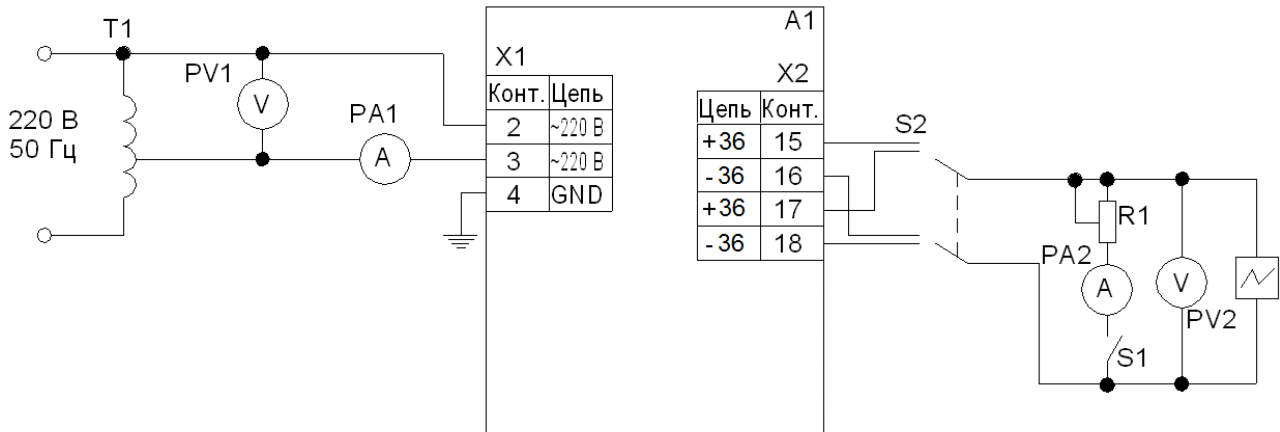 T1
220 В
50 Гц
PV1
V
PA1
A
A1
X1
Конт. Цепь
2 ~220 В
3 ~220 В
4 GND
X2
Цепь Конт.
+36 15
-36 16
+36 17
-36 18
S2
R1
PA2
A
V
PV2
S1